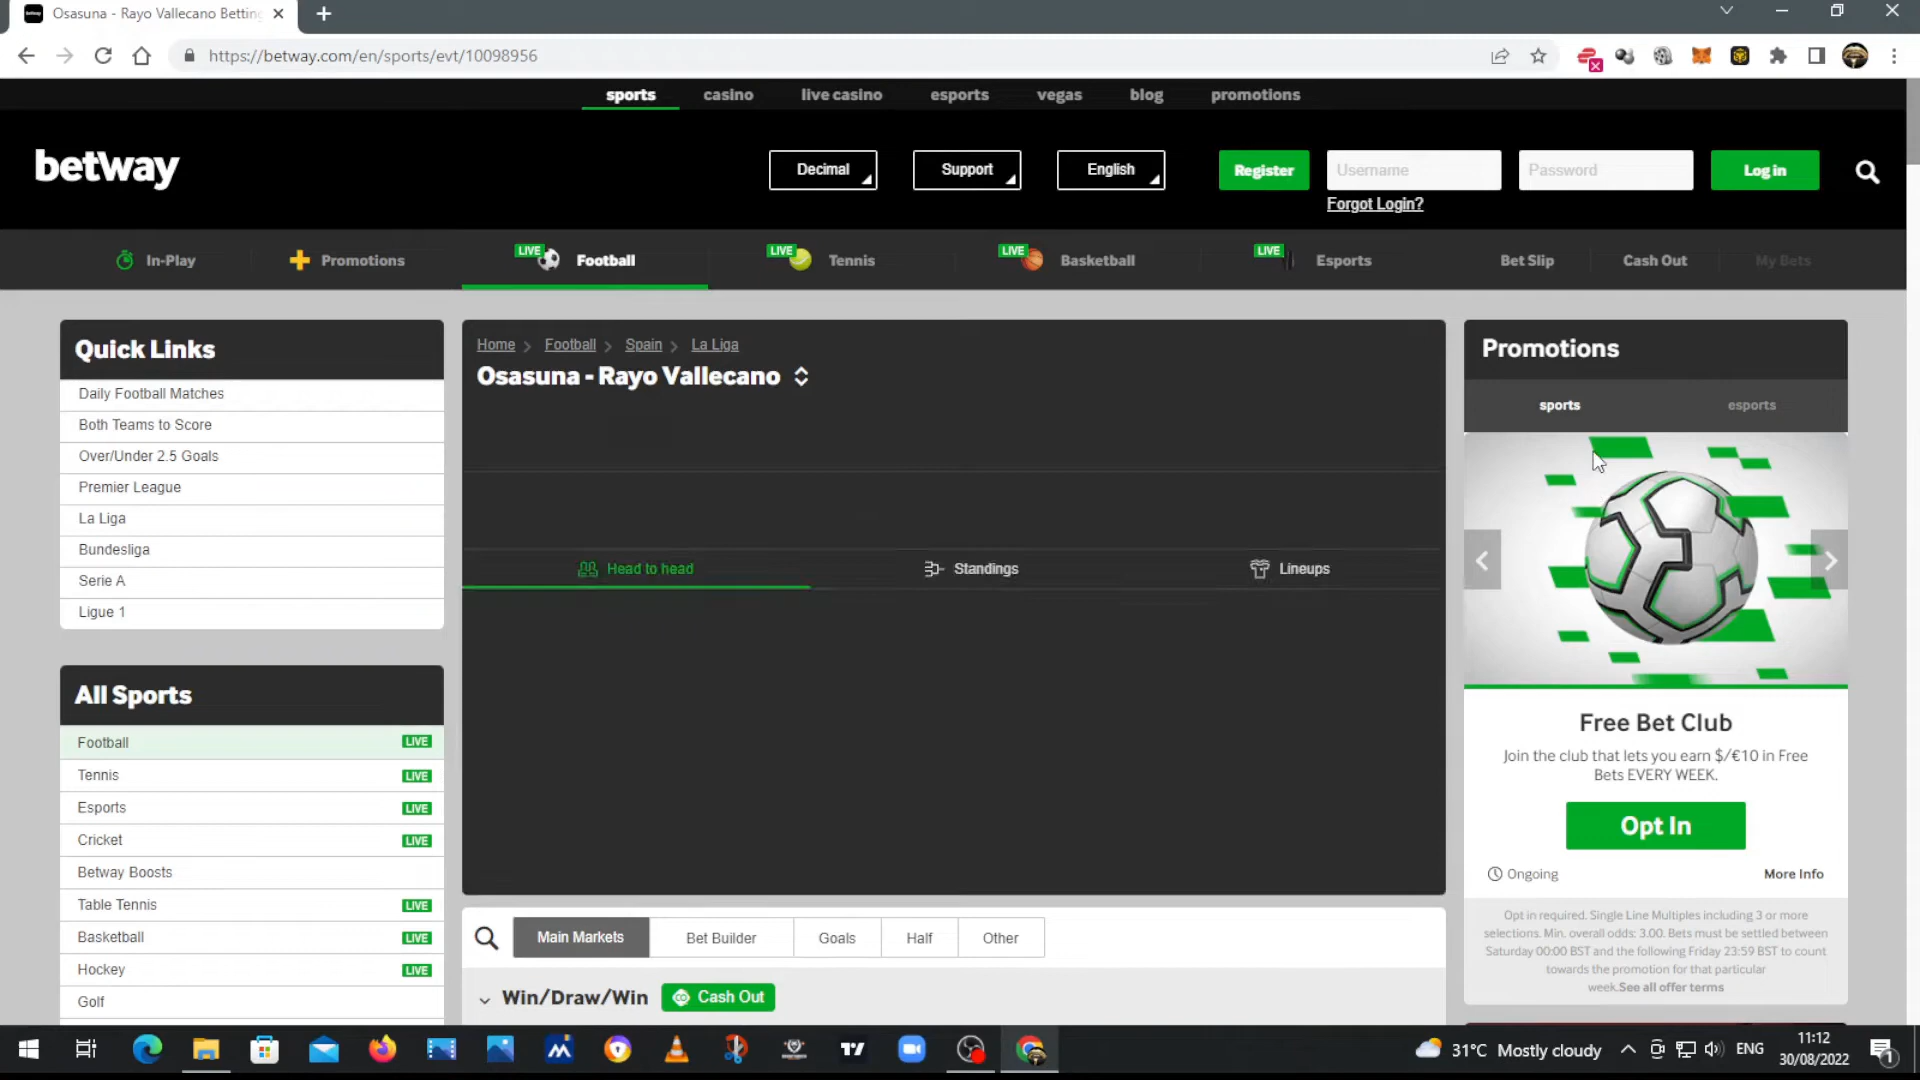 Osasuna - Rayo Vallecano Betting
https://betway.com/en/sports/evt/10098956
sports casino live casino esports vegas blog promotions
betway
Decimal Support English Register Username Password Log in
Forgot Login?
In-Play Promotions LIVE Football LIVE Tennis LIVE Basketball LIVE Esports Bet Slip Cash Out My Bets
Quick Links
Daily Football Matches
Both Teams to Score
Over/Under 2.5 Goals
Premier League
La Liga
Bundesliga
Serie A
Ligue 1
All Sports
Football LIVE
Tennis LIVE
Esports LIVE
Cricket LIVE
Betway Boosts
Table Tennis LIVE
Basketball LIVE
Hockey LIVE
Golf
Home > Football > Spain > La Liga
Osasuna - Rayo Vallecano
Head to head Standings Lineups
Main Markets Bet Builder Goals Half Other
Win/Draw/Win Cash Out
Promotions
sports esports
Free Bet Club
Join the club that lets you earn $/€10 in Free
Bets EVERY WEEK.
Opt In
Ongoing More Info
Opt in required. Single Line Multiples including 3 or more
selections. Min. overall odds: 3.00. Bets must be settled between
Saturday 00:00 BST and the following Friday 23:59 BST to count
towards the promotion for that particular
week.See all offer terms
31°C Mostly cloudy ENG
11:12
30/08/2022
1